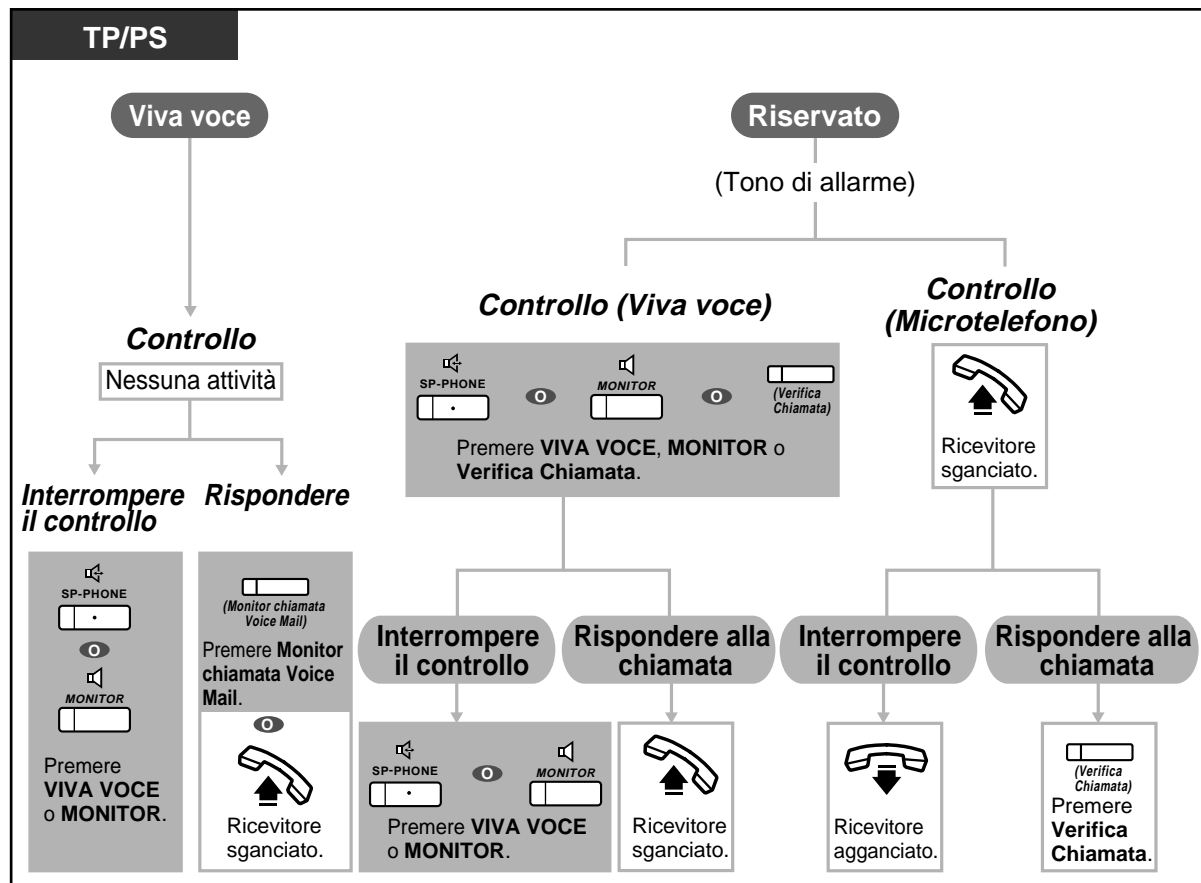 TP/PS
Viva voce
Riservato
(Tono di allarme)
Controllo
Nessuna attività
Interrompere
il controllo
SP-PHONE
O
MONITOR
Premere
VIVA VOCE
o MONITOR.
Rispondere
(Monitor chiamata
Voice Mail)
Premere Monitor
chiamata Voice
Mail.
O
Ricevitore
sganciato.
Controllo (Viva voce)
SP-PHONE
O
MONITOR
O
(Verifica
Chiamata)
Premere VIVA VOCE, MONITOR o
Verifica Chiamata.
Interrompere
il controllo
SP-PHONE
O
MONITOR
Premere VIVA VOCE
o MONITOR.
Rispondere alla
chiamata
Ricevitore
sganciato.
Controllo
(Microtelefono)
Ricevitore
sganciato.
Interrompere
il controllo
Ricevitore
agganciato.
Rispondere alla
chiamata
(Verifica
Chiamata)
Premere
Verifica
Chiamata.